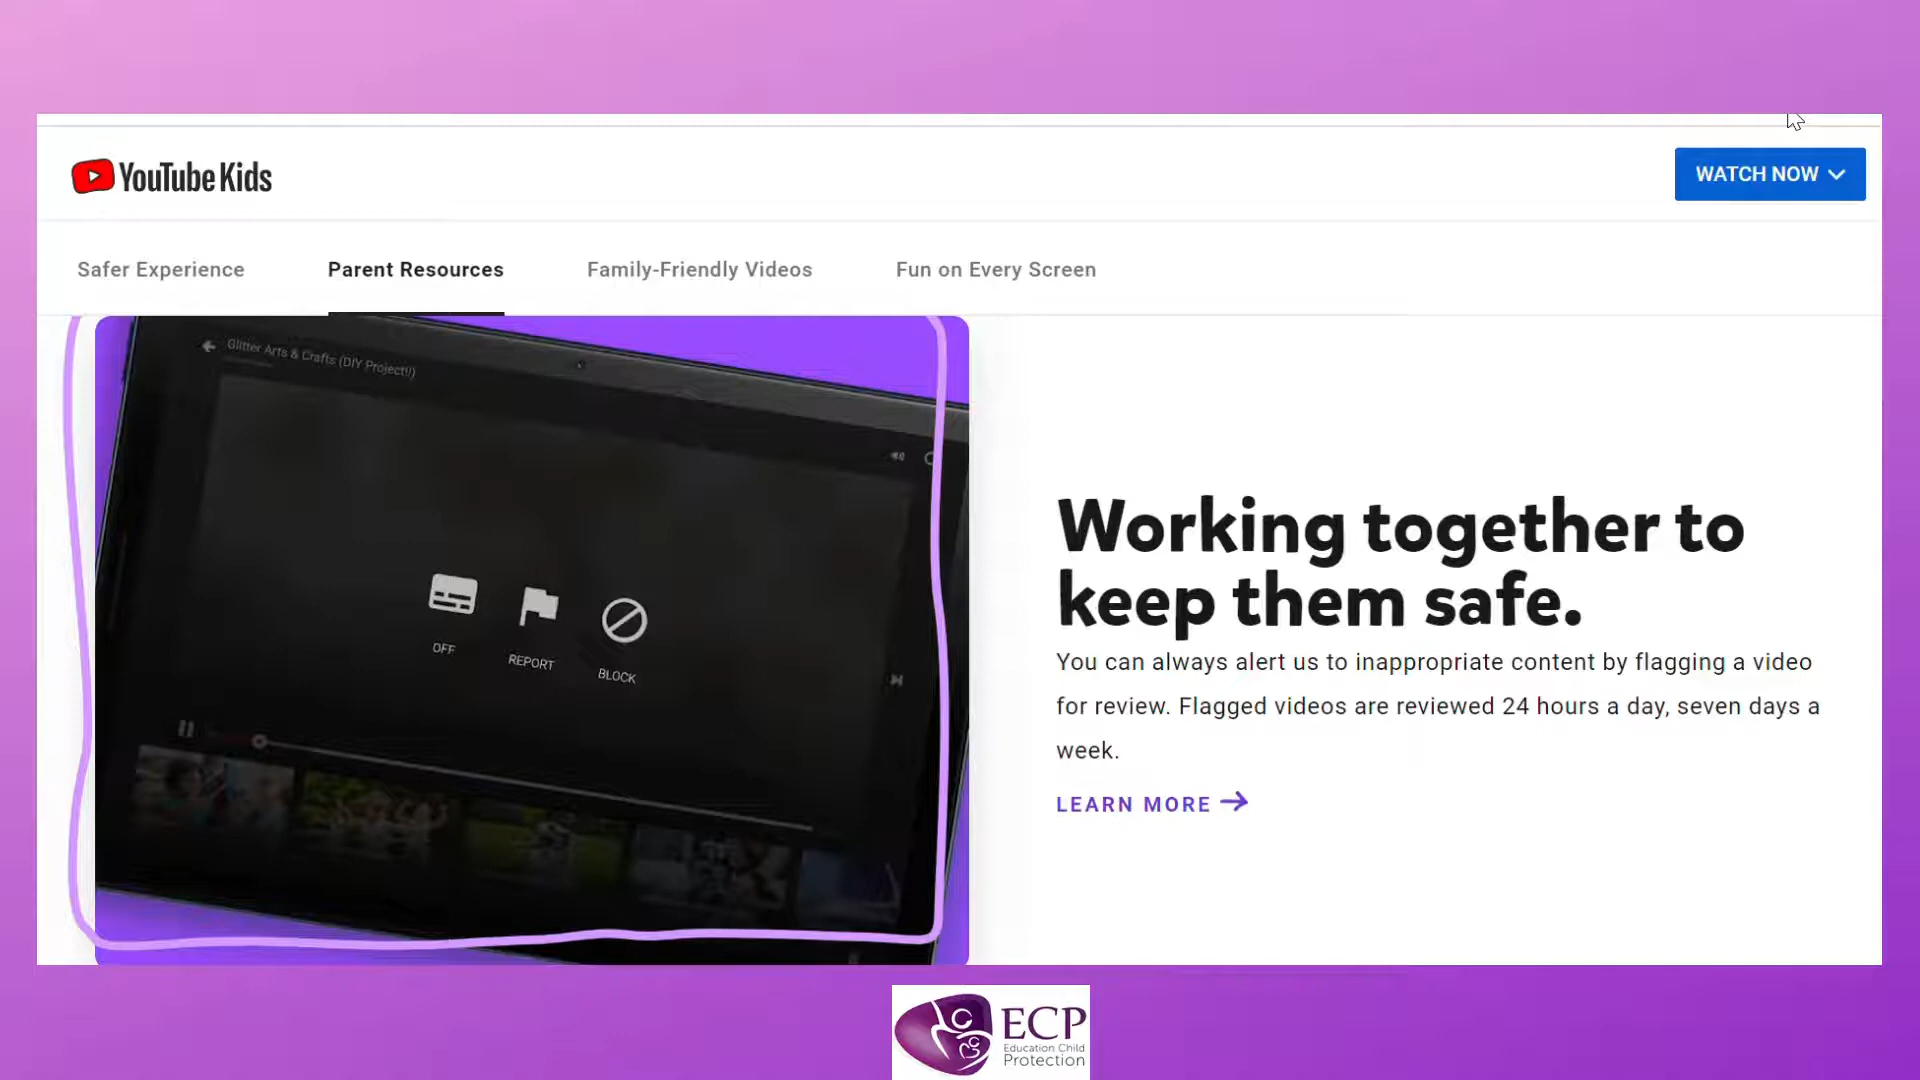 YouTube Kids
WATCH NOW
Safer Experience
Parent Resources
Family-Friendly Videos
Fun on Every Screen
Glitter Arts & Crafts (DIY Project!)
OFF
REPORT
BLOCK
Working together to
keep them safe.
You can always alert us to inappropriate content by flagging a video
for review. Flagged videos are reviewed 24 hours a day, seven days a
week.
LEARN MORE
ECP
Education Child
Protection